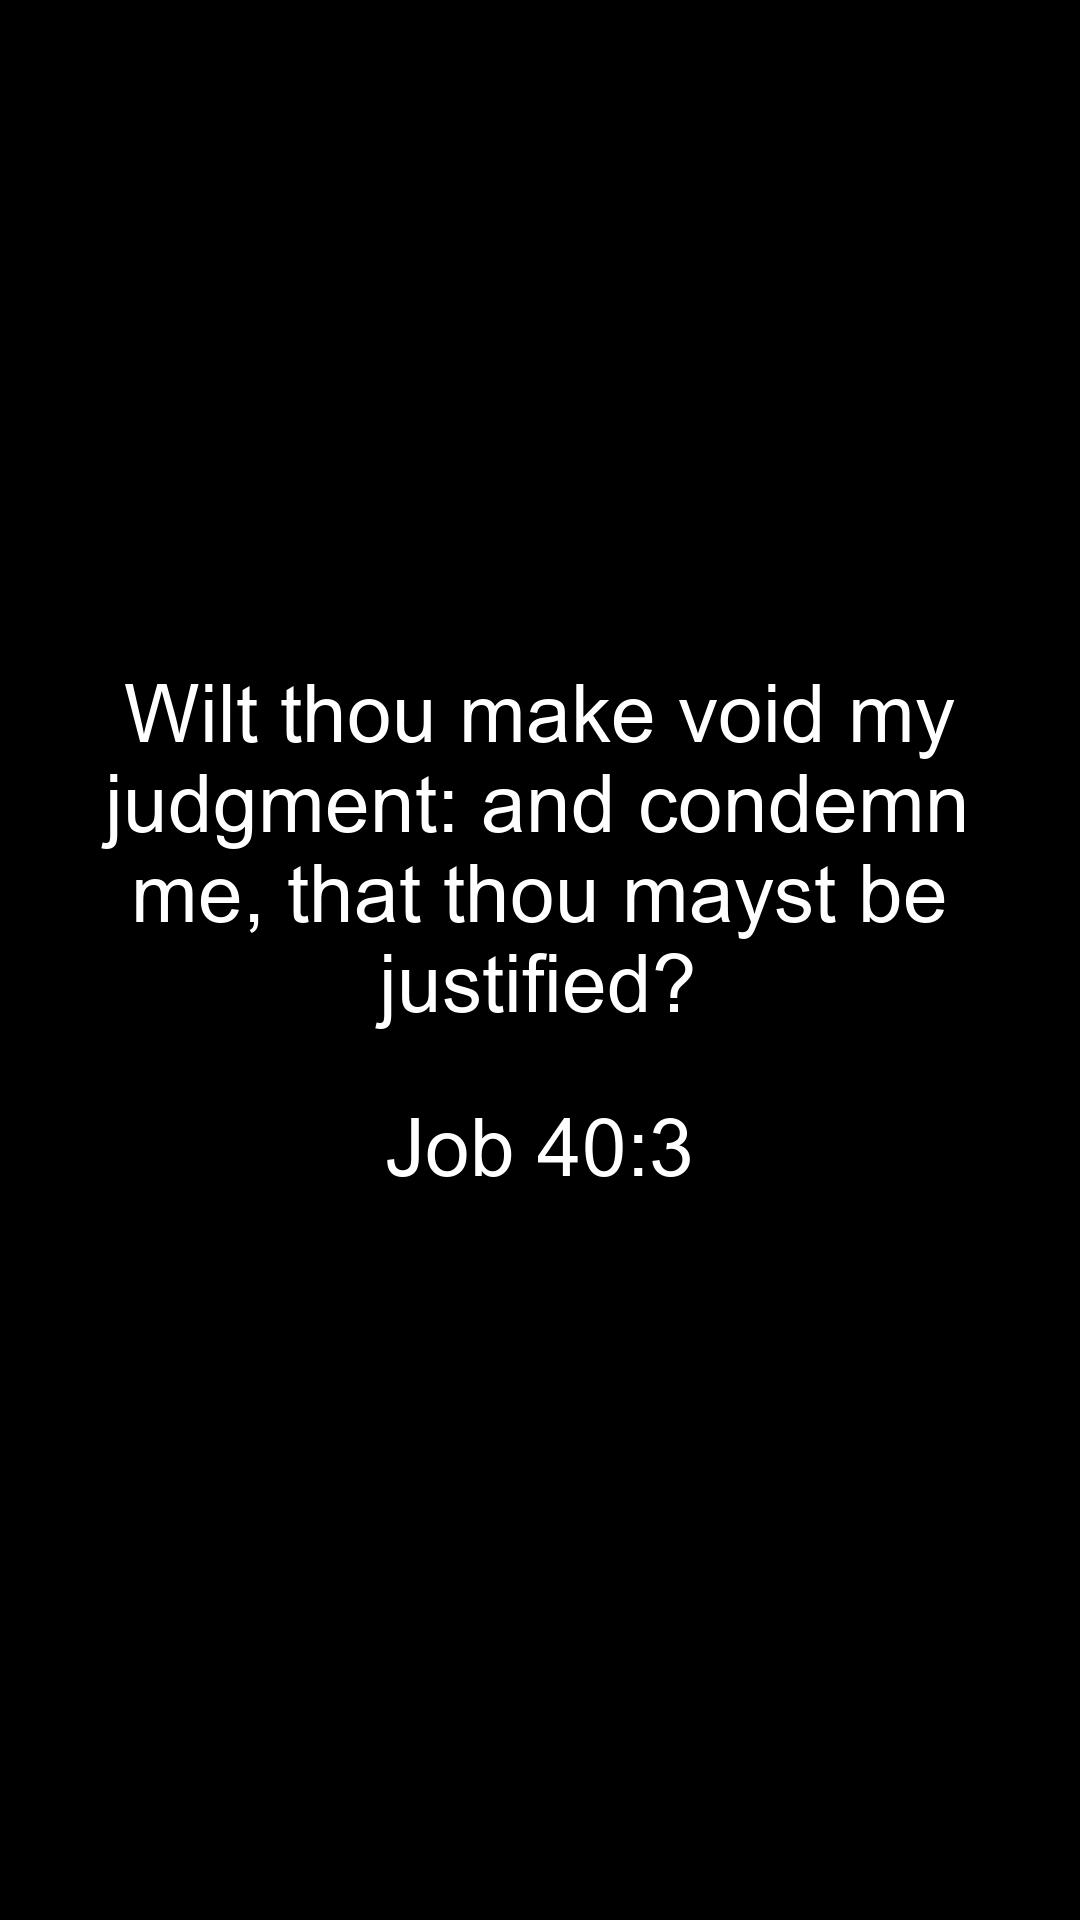 Wilt thou make void my
judgment: and condemn
me, that thou mayst be
justified?
Job 40:3